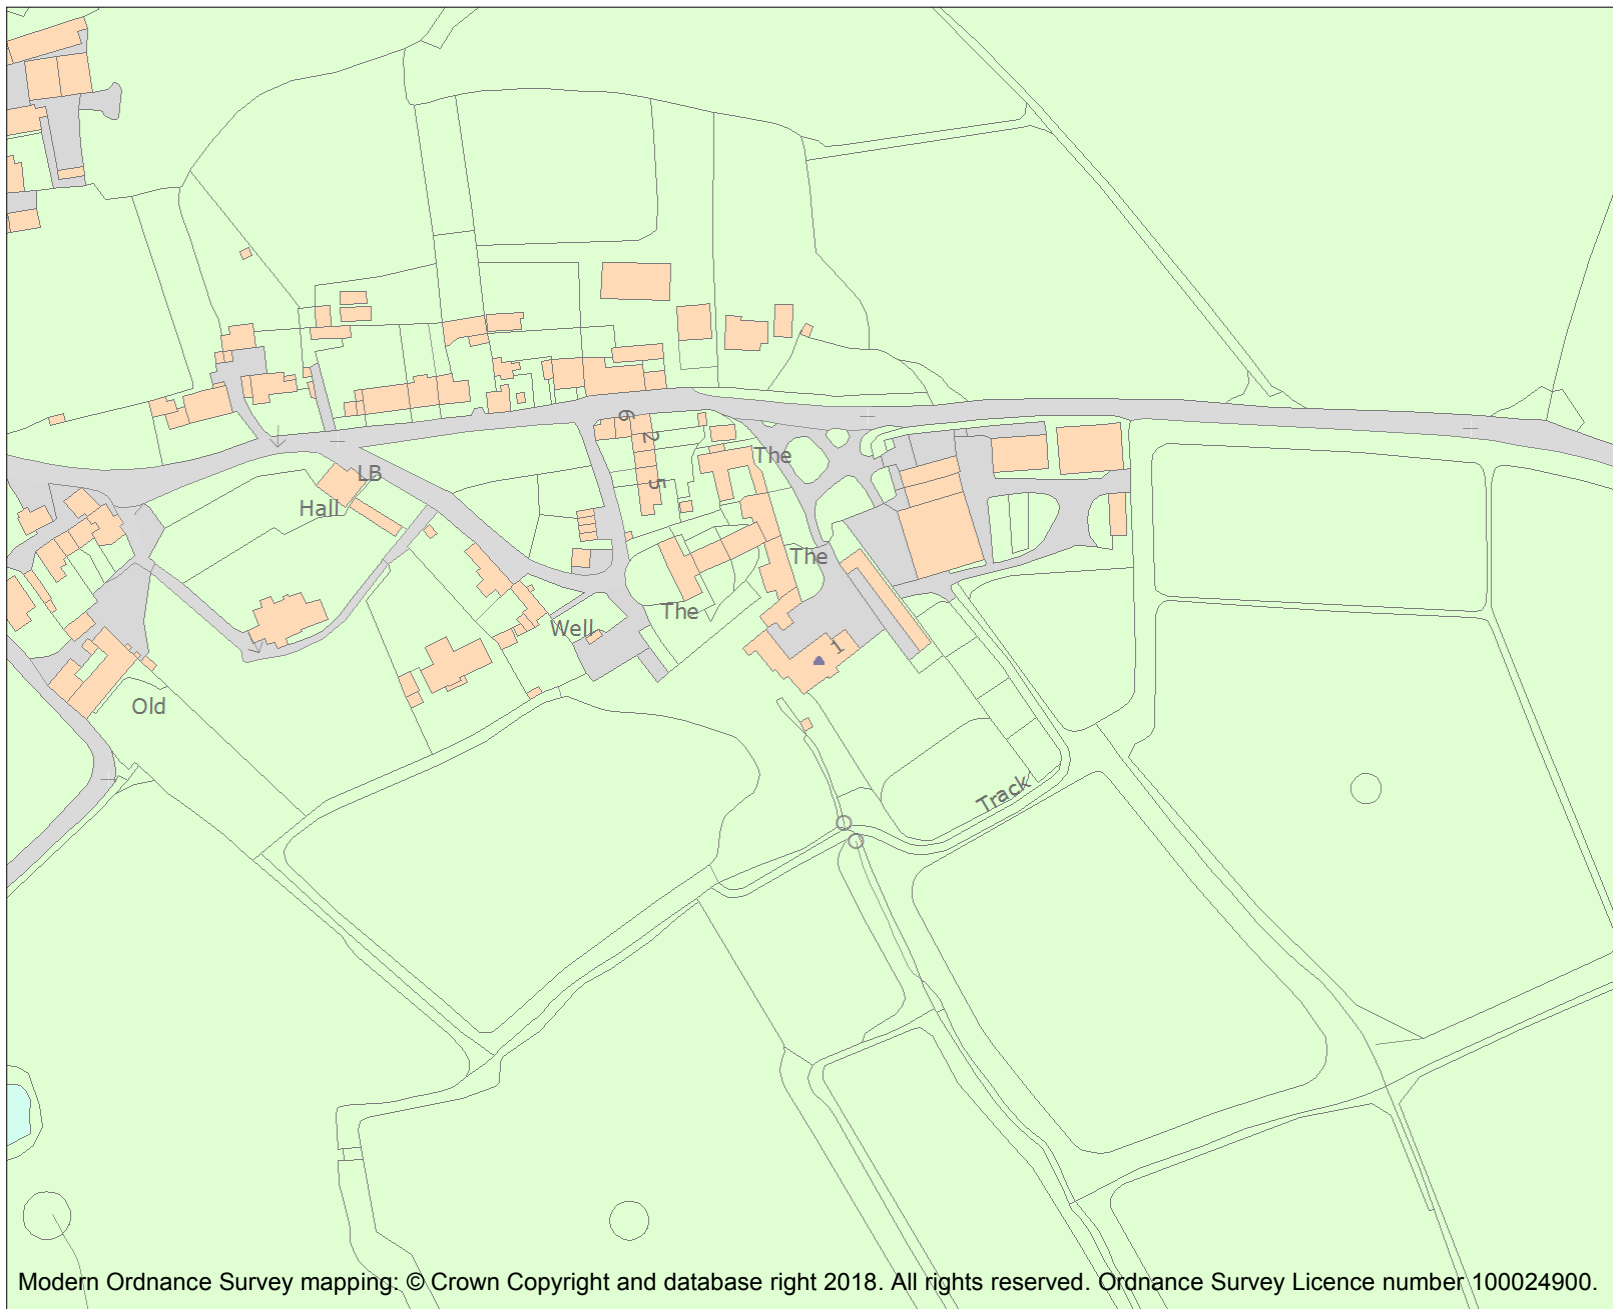 6
2
The
LB
5
Hall
The
The
Well
1
Old
Track
Modern Ordnance Survey mapping: © Crown Copyright and database right 2018. All rights reserved. Ordnance Survey Licence number 100024900.